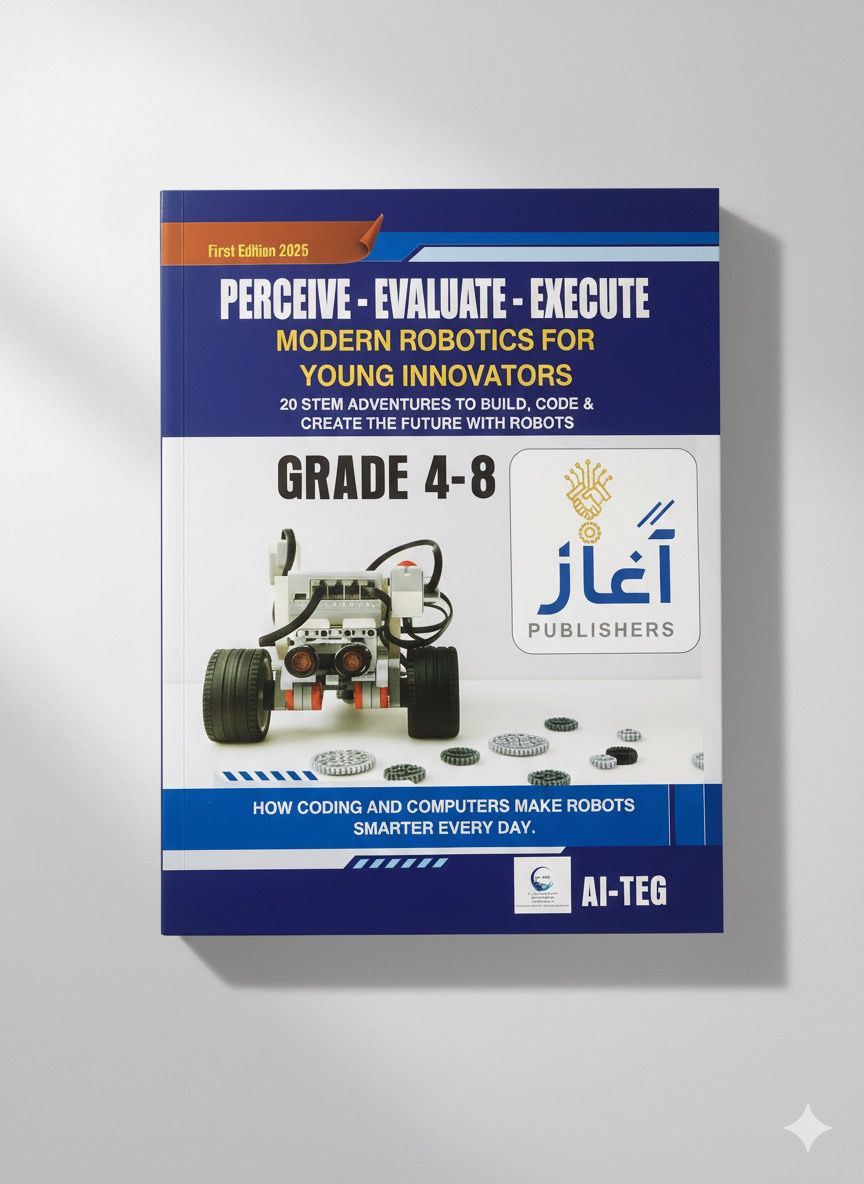 First Edition 2025
PERCEIVE - EVALUATE - EXECUTE
MODERN ROBOTICS FOR
YOUNG INNOVATORS
20 STEM ADVENTURES TO BUILD, CODE &
CREATE THE FUTURE WITH ROBOTS
GRADE 4-8
آغاز
PUBLISHERS
HOW CODING AND COMPUTERS MAKE ROBOTS
SMARTER EVERY DAY.
AI-TEG